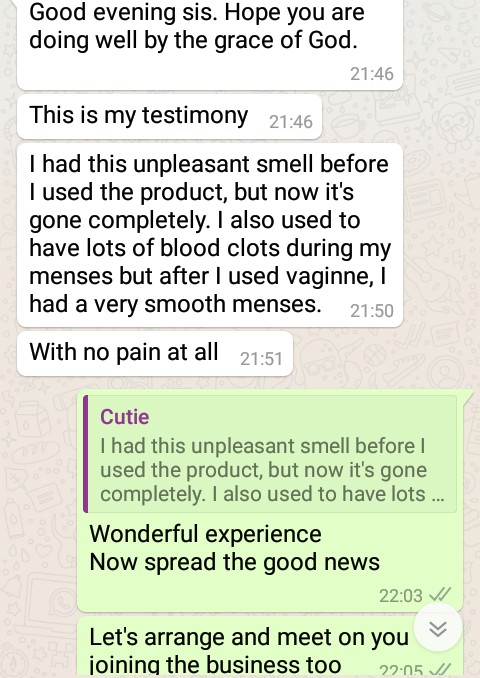 Good evening sis. Hope you are
doing well by the grace of God.
21:46
This is my testimony 21:46
I had this unpleasant smell before
I used the product, but now it's
gone completely. I also used to
have lots of blood clots during my
menses but after I used vaginne, I
had a very smooth menses. 21:50
With no pain at all 21:51
Cutie
I had this unpleasant smell before I
used the product, but now it's gone
completely. I also used to have lots ...
Wonderful experience
Now spread the good news
22:03
Let's arrange and meet on you
joining the business too 22:05